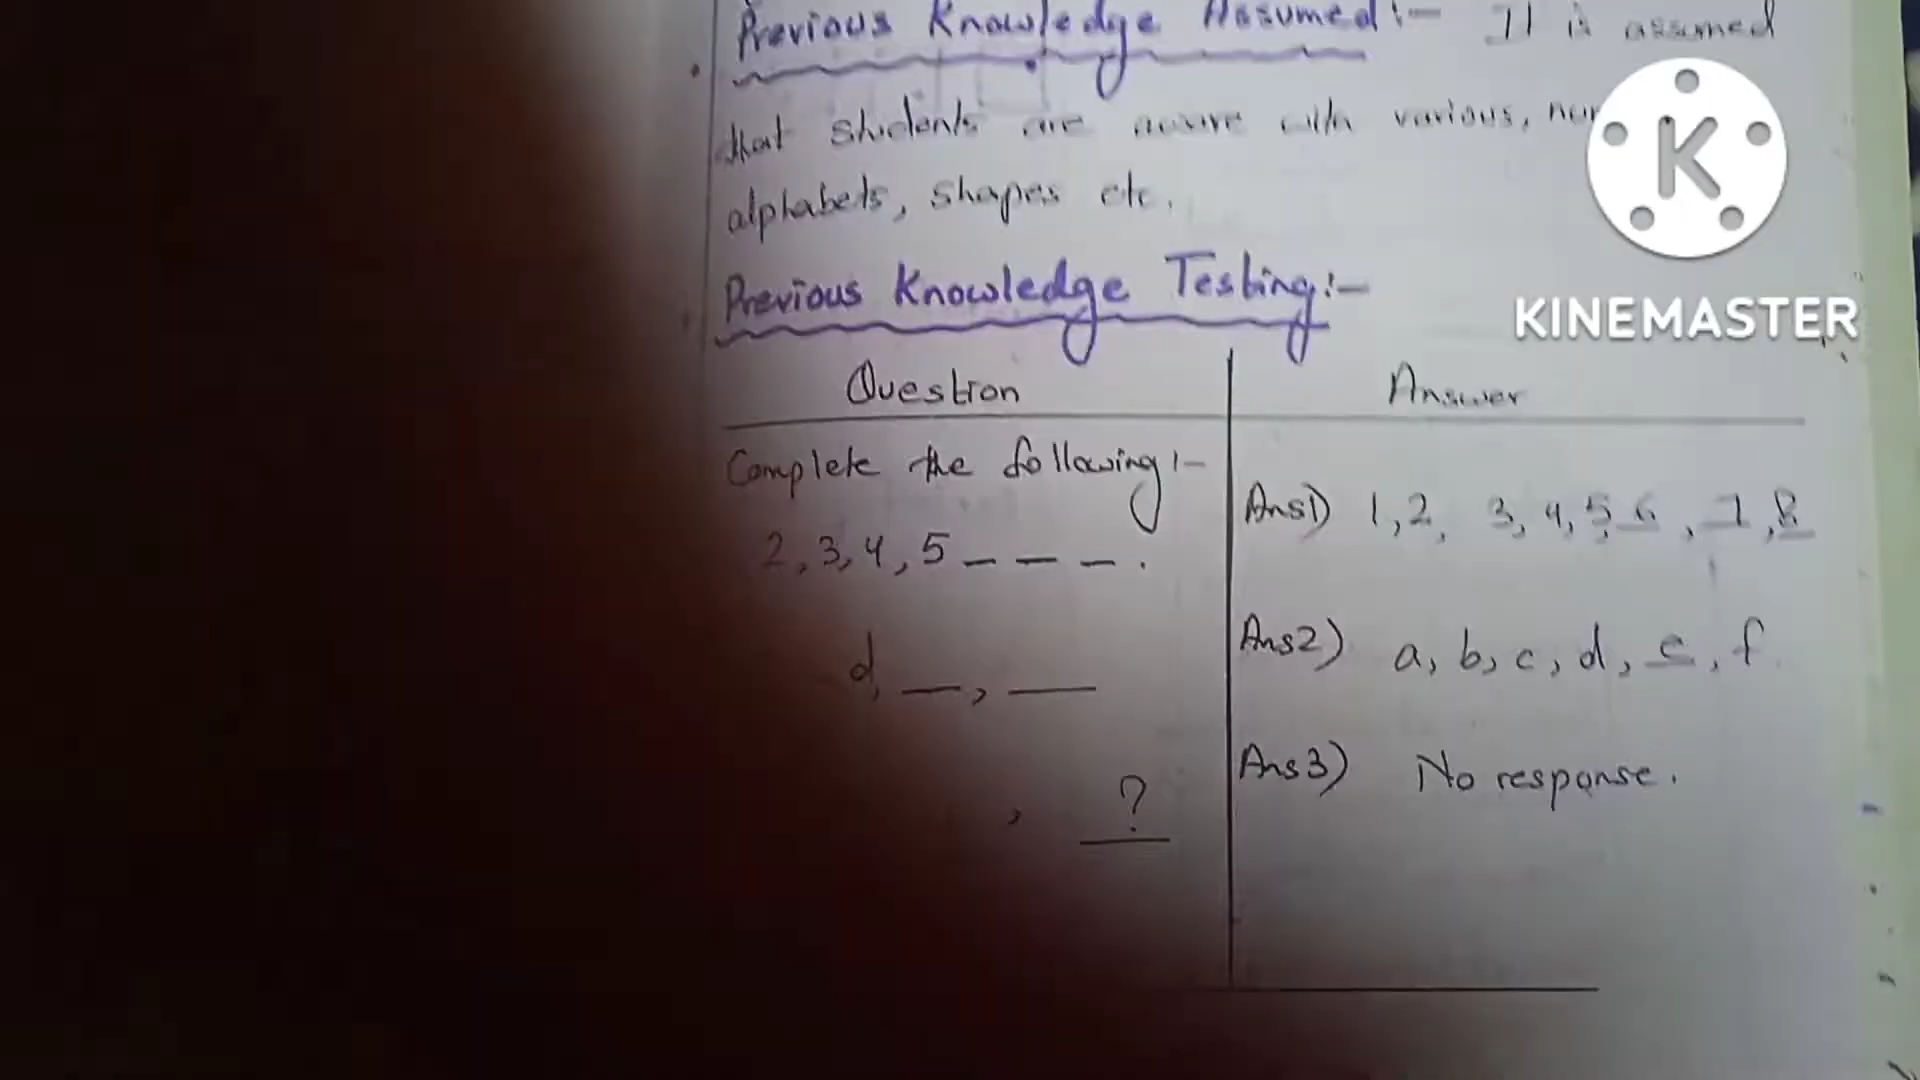 Previous Knowledge Assumed :- It is assumed
that students are aware with various,
alphabets, shapes etc.
KINEMASTER
Previous Knowledge Testing :-
Question Answer
Complete the following :-
2, 3, 4, 5 _ _ _ .
Ans1) 1, 2, 3, 4, 5, 6, 7, 8
d, __, __
Ans2) a, b, c, d, e, f
, ?
Ans3) No response.